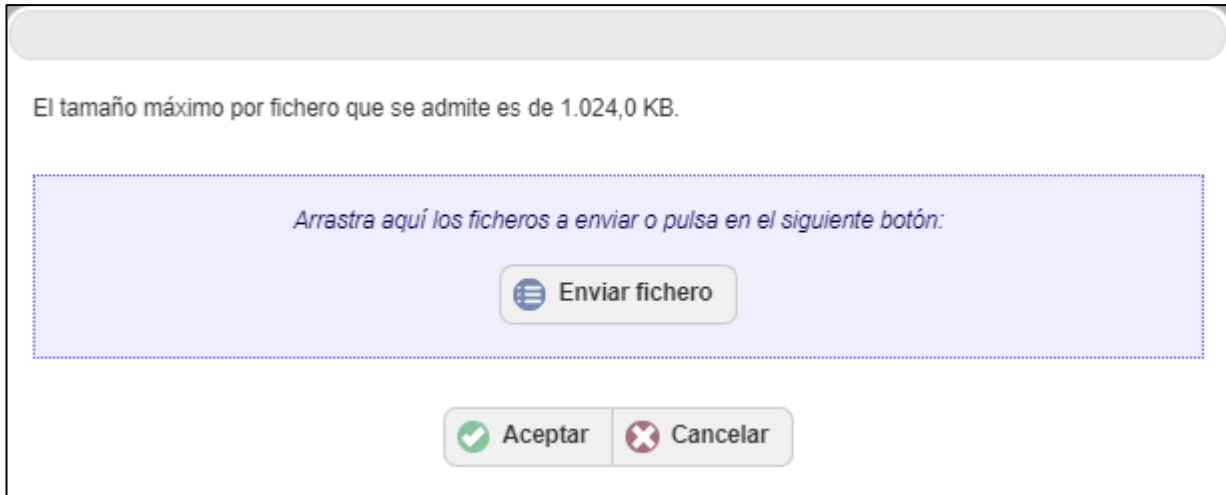 El tamaño máximo por fichero que se admite es de 1.024,0 KB.
Arrastra aquí los ficheros a enviar o pulsa en el siguiente botón:
Enviar fichero
Aceptar Cancelar